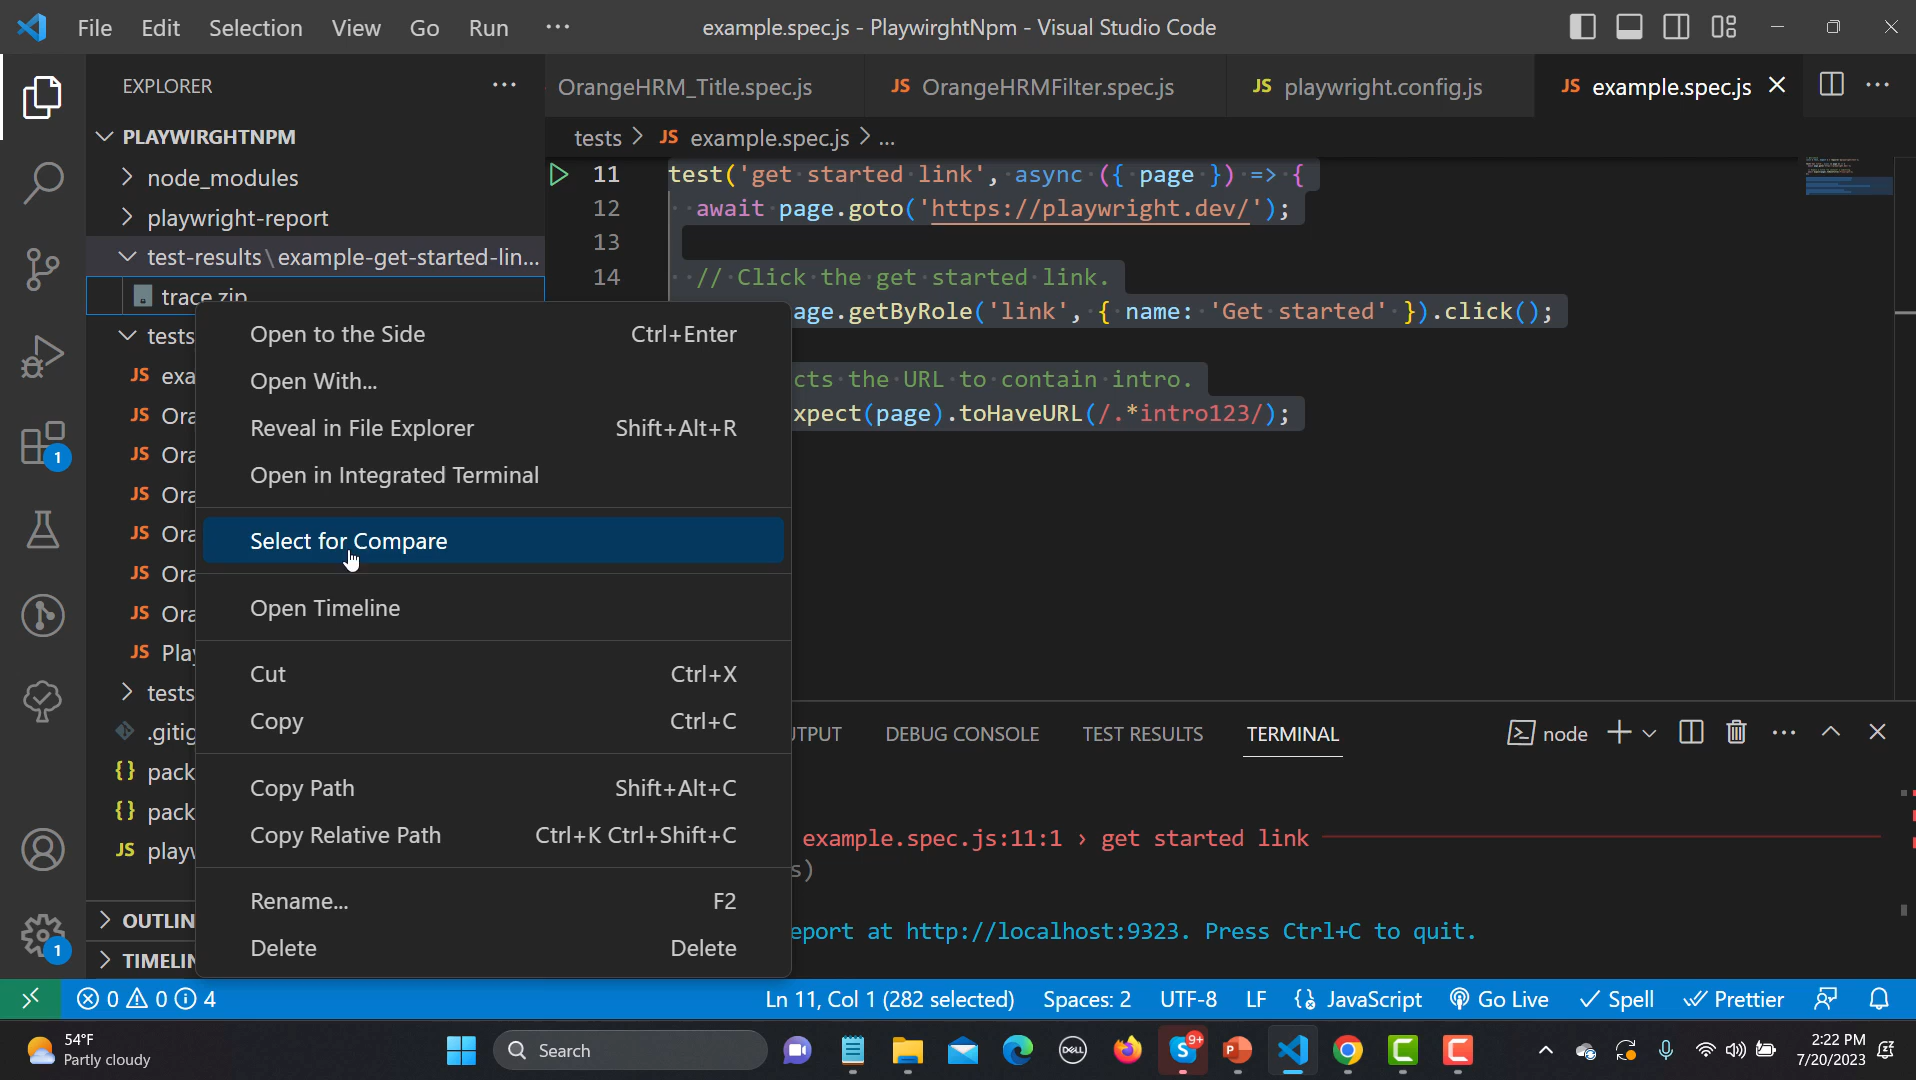 File Edit Selection View Go Run ...
example.spec.js - PlaywirghtNpm - Visual Studio Code
EXPLORER
PLAYWIRGHTNPM
node_modules
playwright-report
test-results\example-get-started-lin...
trace.zip
tests
JS exa
JS Ora
JS Ora
JS Ora
JS Ora
JS Ora
JS Ora
JS Play
tests
.gitig
{} pack
{} pack
JS playw
OUTLIN
TIMELIN
OrangeHRM_Title.spec.js
JS OrangeHRMFilter.spec.js
JS playwright.config.js
JS example.spec.js
tests > JS example.spec.js > ...
11 test('get started link', async ({ page }) => {
12 await page.goto('https://playwright.dev/');
13
14 // Click the get started link.
age.getByRole('link', { name: 'Get started' }).click();
cts the URL to contain intro.
xpect(page).toHaveURL(/.*intro123/);
Open to the Side Ctrl+Enter
Open With...
Reveal in File Explorer Shift+Alt+R
Open in Integrated Terminal
Select for Compare
Open Timeline
Cut Ctrl+X
Copy Ctrl+C
Copy Path Shift+Alt+C
Copy Relative Path Ctrl+K Ctrl+Shift+C
Rename... F2
Delete Delete
UTPUT DEBUG CONSOLE TEST RESULTS TERMINAL
node
example.spec.js:11:1 › get started link
s)
eport at http://localhost:9323. Press Ctrl+C to quit.
1
1
0 0 4
Ln 11, Col 1 (282 selected) Spaces: 2 UTF-8 LF {} JavaScript Go Live Spell Prettier
54°F
Partly cloudy
Search
DELL
9+
2:22 PM
7/20/2023